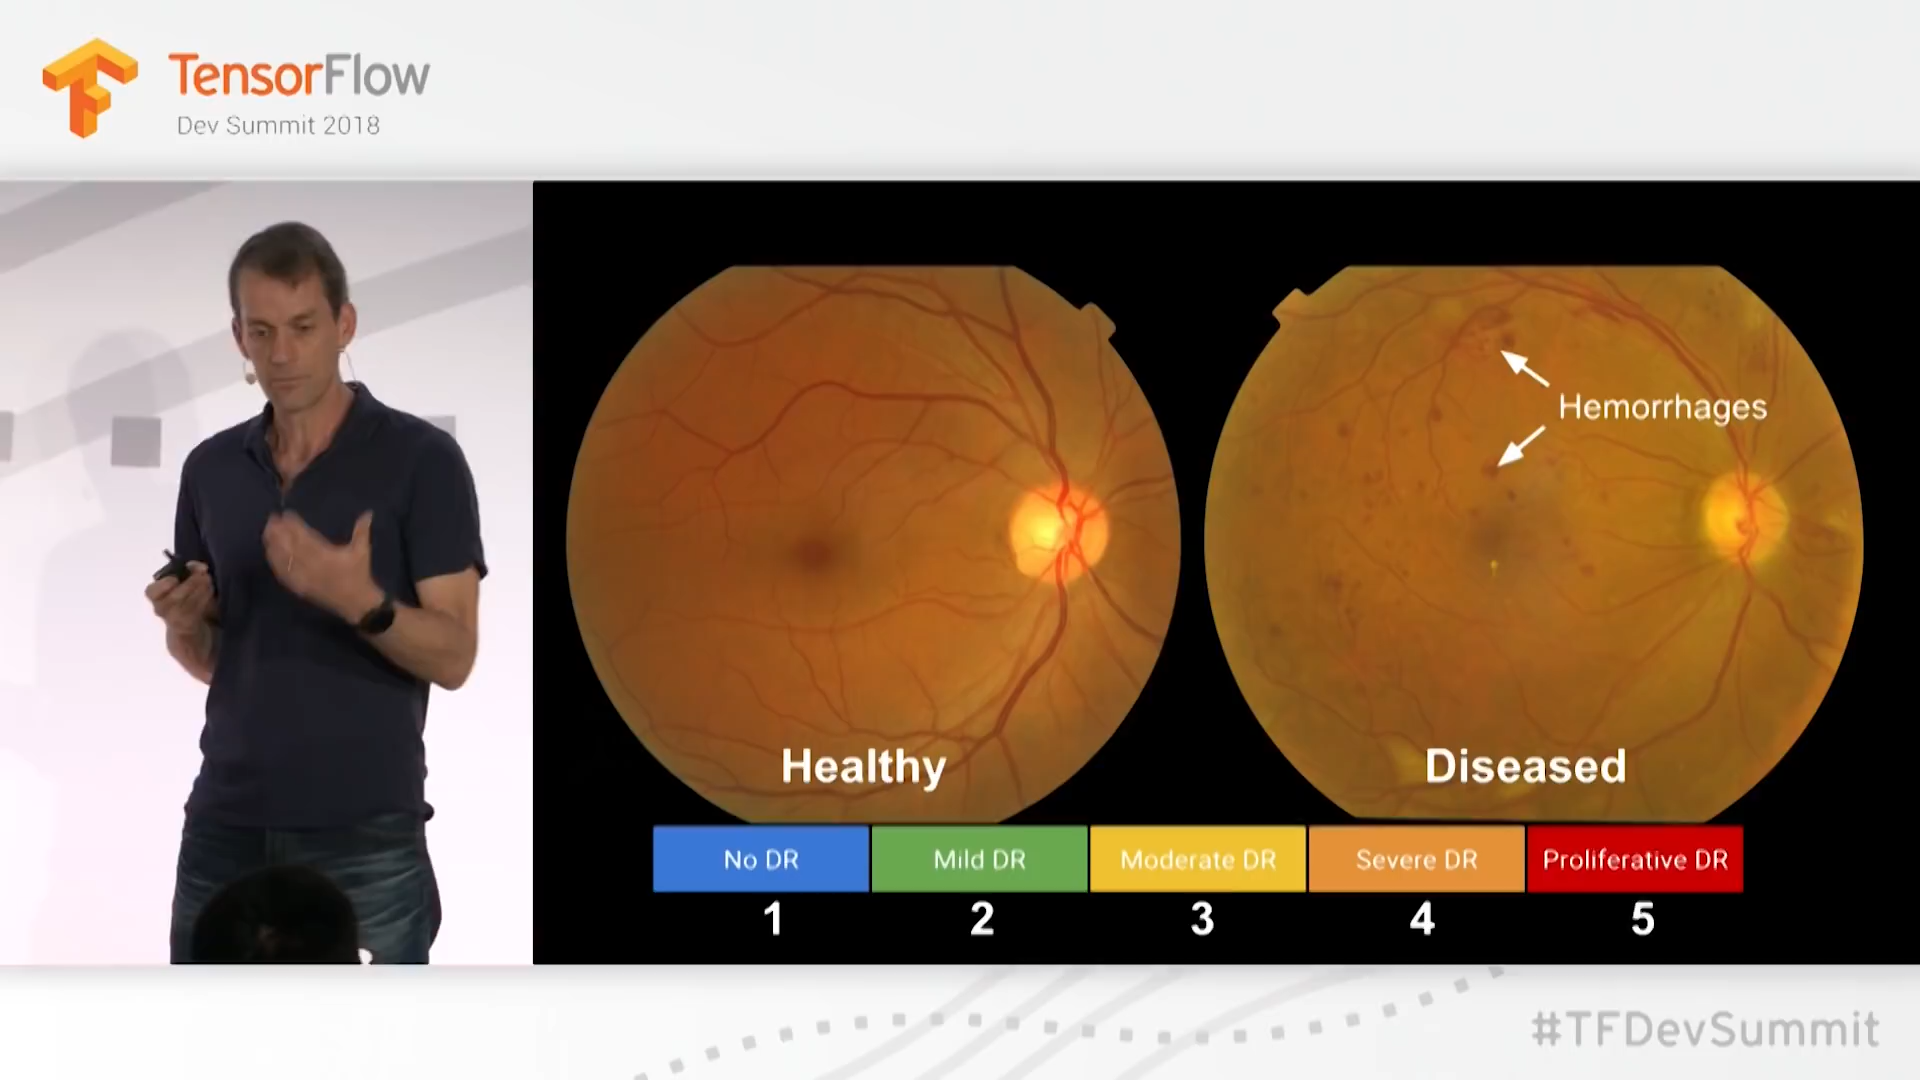 TensorFlow
Dev Summit 2018
Hemorrhages
Healthy
Diseased
No DR
Mild DR
Moderate DR
Severe DR
Proliferative DR
1
2
3
4
5
#TFDevSummit